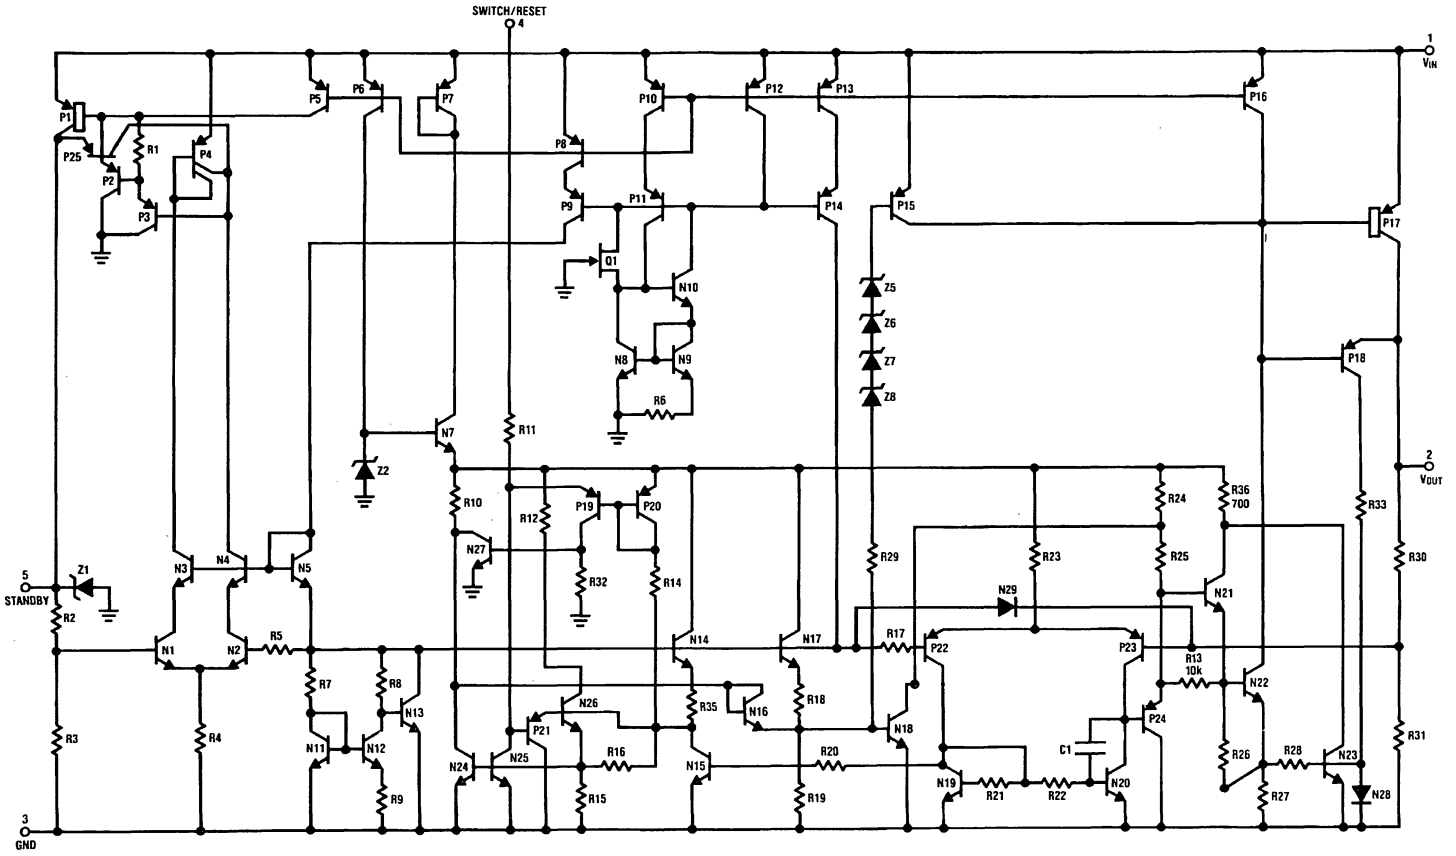 SWITCH/RESET
4
1
VIN
P1
P5
P6
P7
P10
P12
P13
P16
P25
R1
P4
P8
P2
P3
P9
P11
P14
P15
P17
Q1
N10
Z5
Z6
N8
N9
Z7
P18
Z8
R6
R11
N7
Z2
2
VOUT
R10
R12
P19
P20
R24
R36
700
R33
N27
N3
N4
N5
R32
R14
R29
R23
R25
R30
5
STANDBY
Z1
N29
N21
R2
N1
N2
R5
N14
N17
R17
P22
P23
R13
10k
N22
R7
R8
N13
N26
R35
N16
R18
N18
P24
R3
R4
N11
N12
P21
C1
R26
R28
N23
R31
N24
N25
R16
N15
R20
N19
R21
R22
N20
R9
R15
R19
R27
N28
3
GND